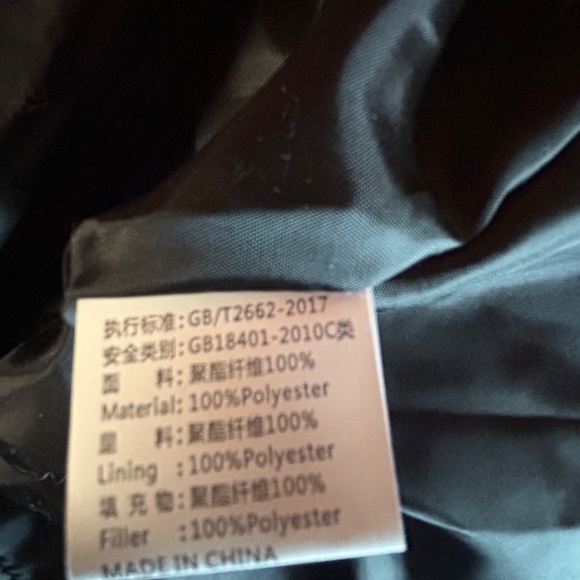 执行标准:GB/T2662-2017
安全类别:GB18401-2010C类
面 料:聚酯纤维100%
Material:100%Polyester
里 料:聚酯纤维100%
Lining :100%Polyester
填 充 物:聚酯纤维100%
Filler :100%Polyester
MADE IN CHINA